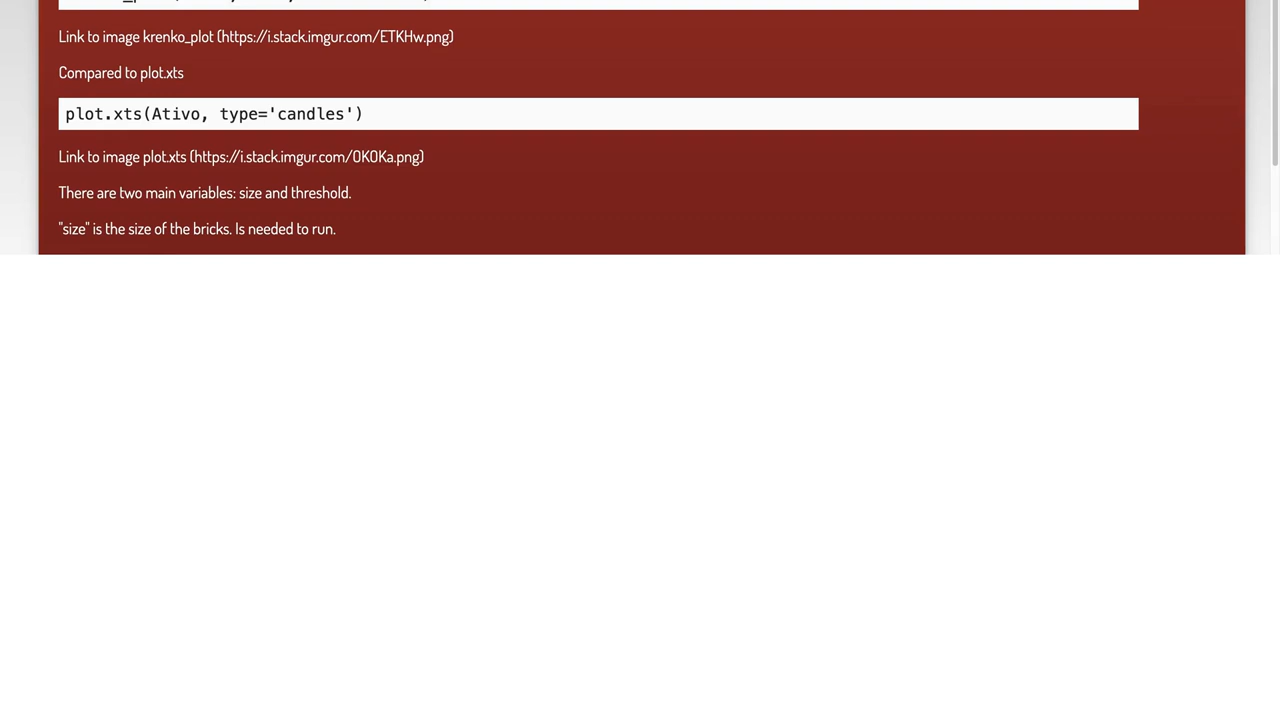 Link to image krenko_plot (https://i.stack.imgur.com/ETKHw.png)
Compared to plot.xts
plot.xts(Ativo, type='candles')
Link to image plot.xts (https://i.stack.imgur.com/OKOKa.png)
There are two main variables: size and threshold.
"size" is the size of the bricks. Is needed to run.